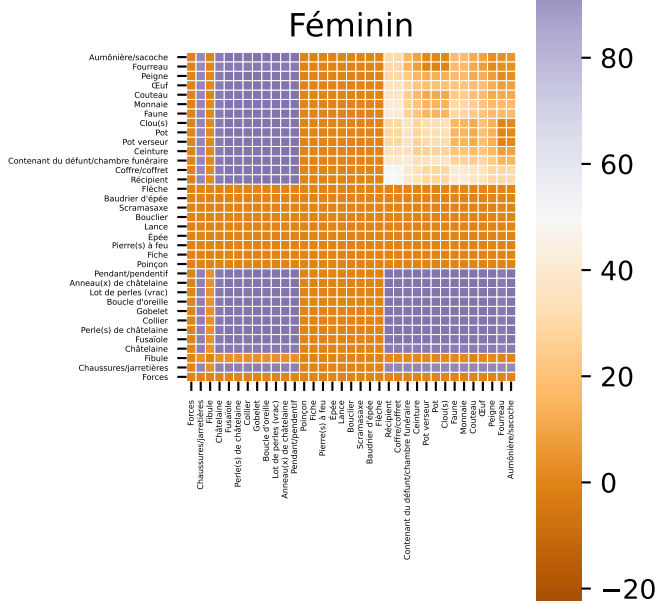 Féminin
Aumônière/sacoche
Fourreau
Peigne
Œuf
Couteau
Monnaie
Faune
Clou(s)
Pot
Pot verseur
Ceinture
Contenant du défunt/chambre funéraire
Coffre/coffret
Récipient
Flèche
Baudrier d'épée
Scramasaxe
Bouclier
Lance
Épée
Pierre(s) à feu
Fiche
Poinçon
Pendant/pendentif
Anneau(x) de châtelaine
Lot de perles (vrac)
Boucle d'oreille
Gobelet
Collier
Perle(s) de châtelaine
Fusaïole
Châtelaine
Fibule
Chaussures/jarretières
Forces
Forces
Chaussures/jarretières
Fibule
Châtelaine
Fusaïole
Perle(s) de châtelaine
Collier
Gobelet
Boucle d'oreille
Lot de perles (vrac)
Anneau(x) de châtelaine
Pendant/pendentif
Poinçon
Fiche
Pierre(s) à feu
Épée
Lance
Bouclier
Scramasaxe
Baudrier d'épée
Flèche
Récipient
Coffre/coffret
Contenant du défunt/chambre funéraire
Ceinture
Pot verseur
Pot
Clou(s)
Faune
Monnaie
Couteau
Œuf
Peigne
Fourreau
Aumônière/sacoche
80
60
40
20
0
−20